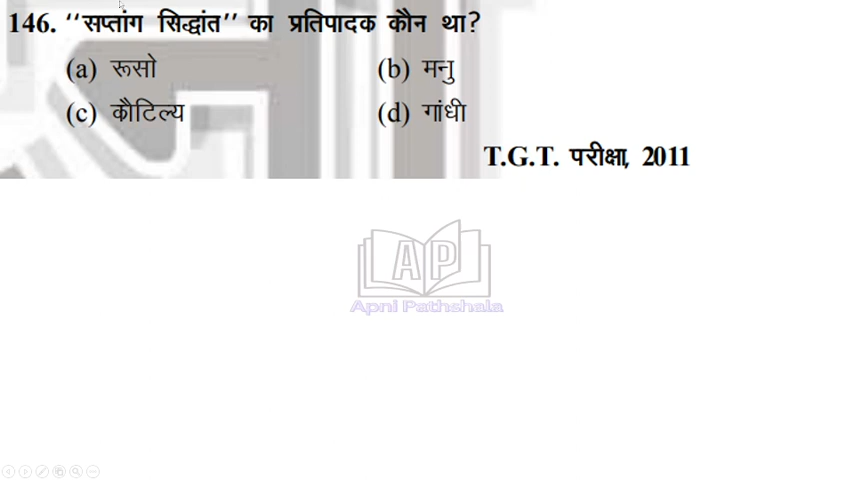 146. ‘‘सप्तांग सिद्धांत’’ का प्रतिपादक कौन था?
(a) रूसो (b) मनु
(c) कौटिल्य (d) गांधी
T.G.T. परीक्षा, 2011
AP
Apni Pathshala